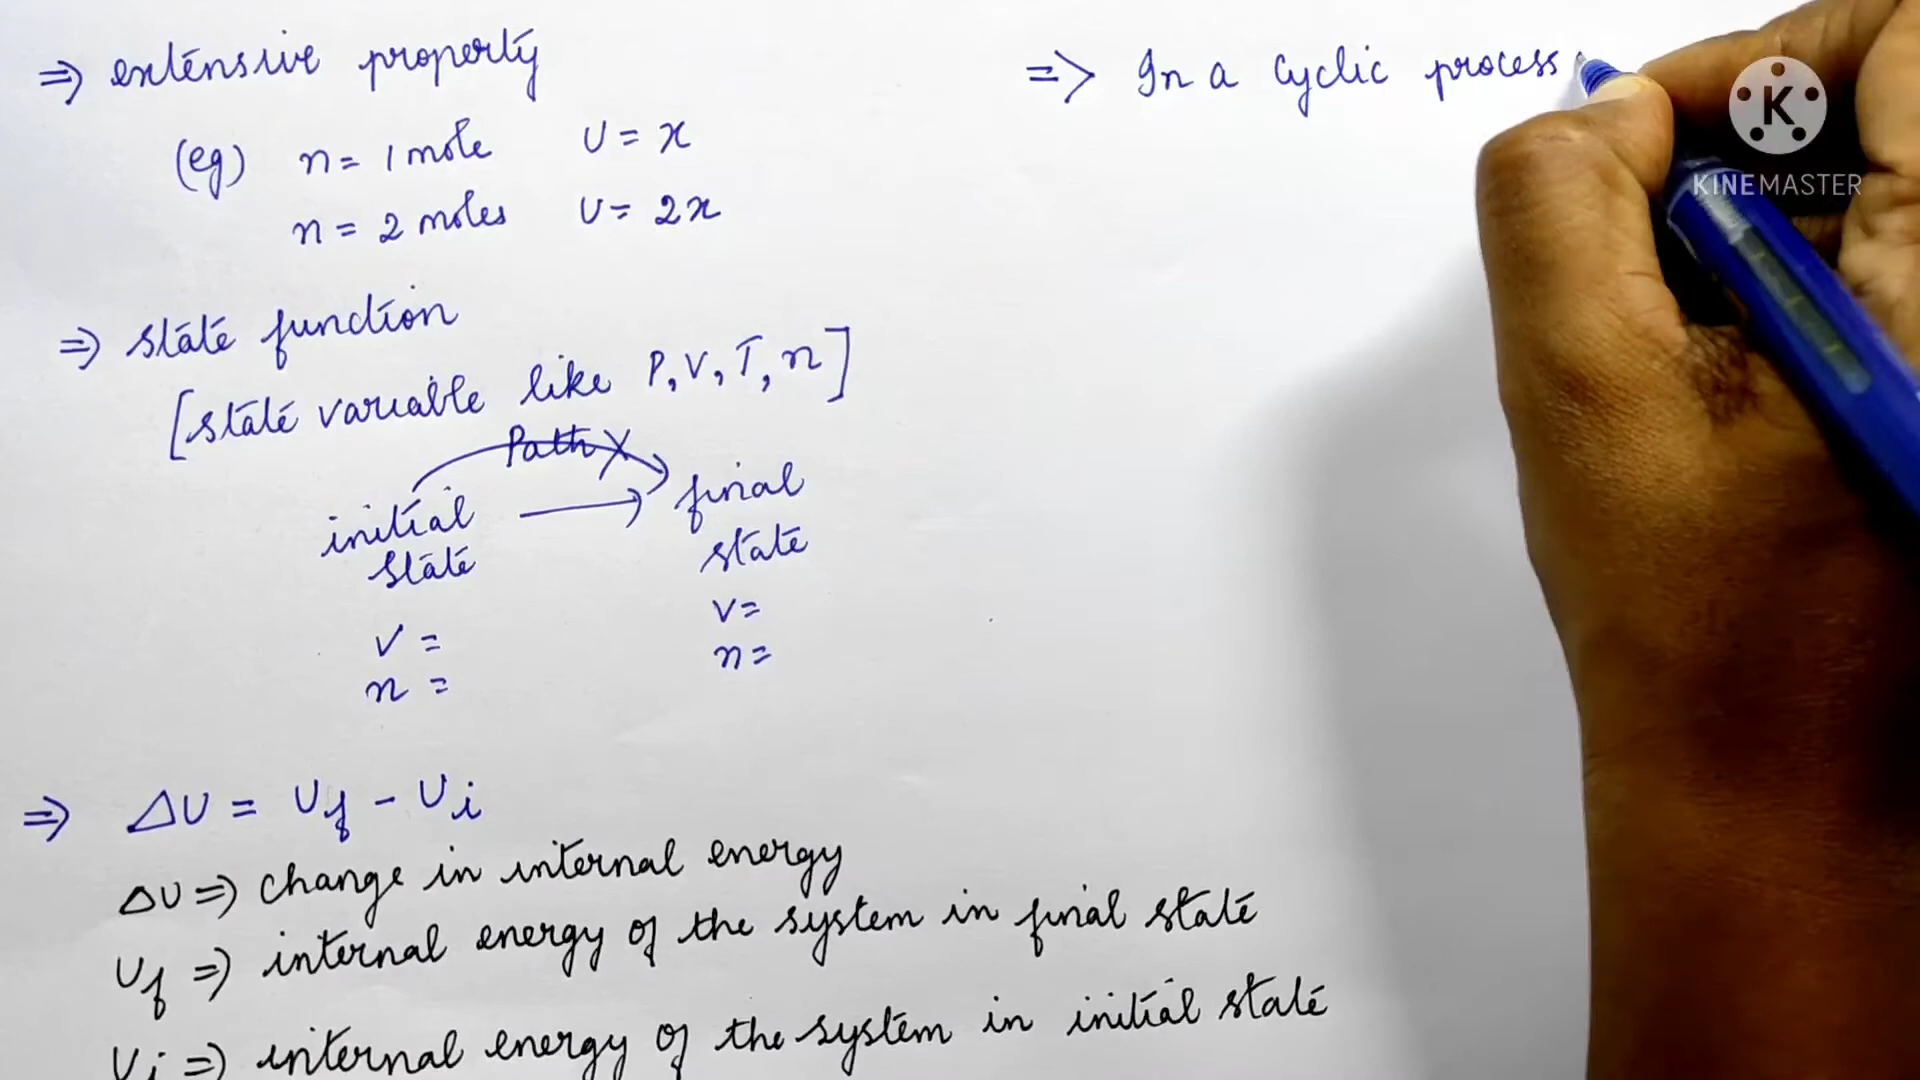 ⇒ extensive property
(eg) n = 1 mole U = x
n = 2 moles U = 2x
⇒ state function
[state variable like P, V, T, n]
Path X
initial → final
state state
V = V =
n = n =
⇒ ΔU = Uf - Ui
ΔU ⇒ change in internal energy
Uf ⇒ internal energy of the system in final state
Ui ⇒ internal energy of the system in initial state
=> In a cyclic process
K
KINEMASTER